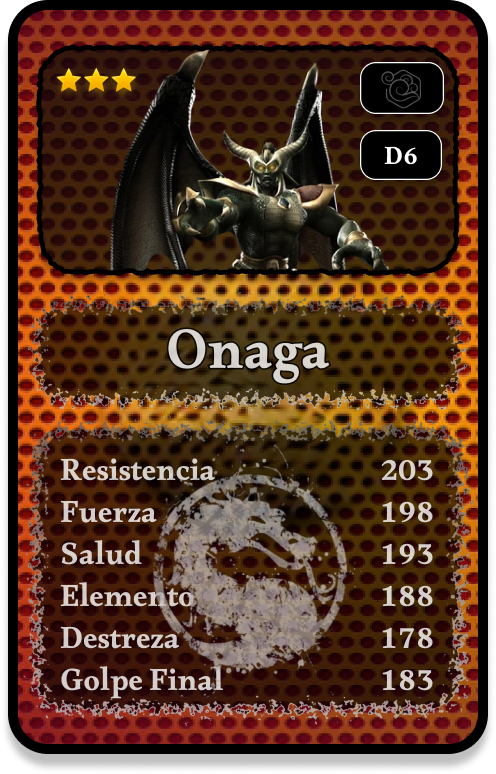 D6
Onaga
Resistencia 203
Fuerza 198
Salud 193
Elemento 188
Destreza 178
Golpe Final 183